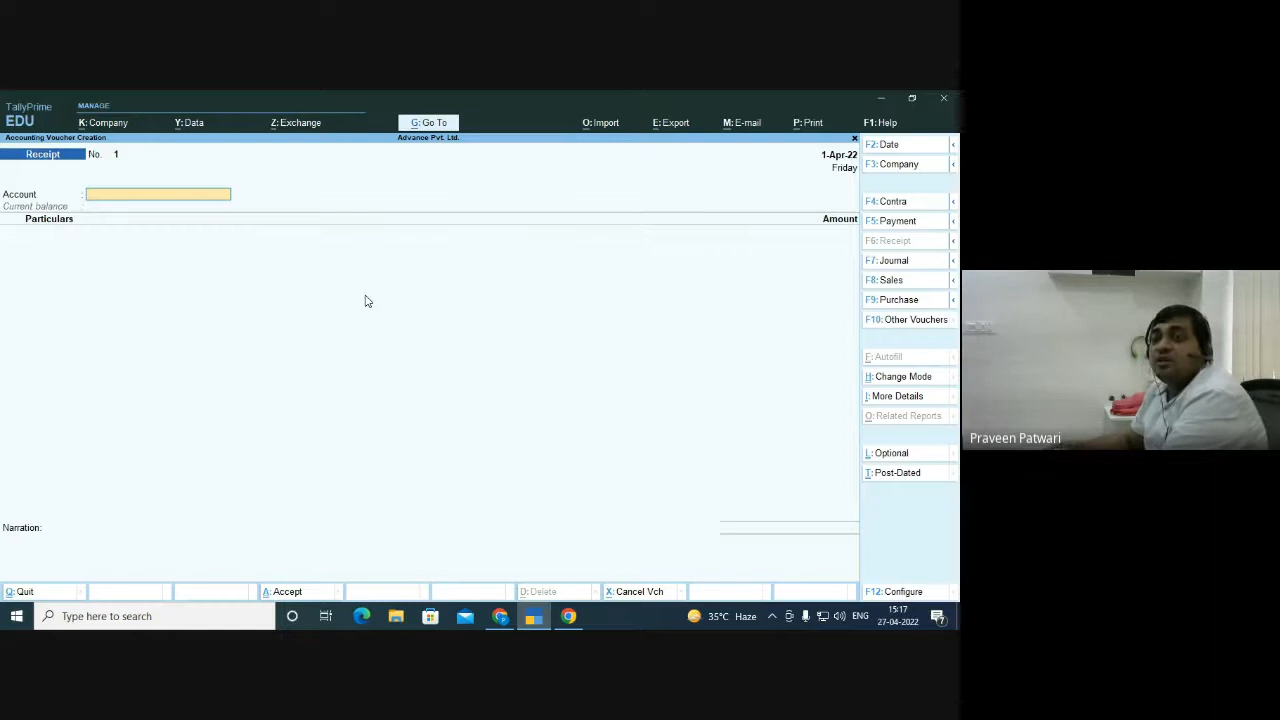 TallyPrime
EDU
MANAGE
K: Company
Y: Data
Z: Exchange
G: Go To
O: Import
E: Export
M: E-mail
P: Print
F1: Help
Accounting Voucher Creation
Advance Pvt. Ltd.
Receipt No. 1
1-Apr-22
Friday
Account :
Current balance :
Particulars
Amount
Narration:
F2: Date
F3: Company
F4: Contra
F5: Payment
F6: Receipt
F7: Journal
F8: Sales
F9: Purchase
F10: Other Vouchers
F: Autofill
H: Change Mode
I: More Details
O: Related Reports
L: Optional
T: Post-Dated
Q: Quit
A: Accept
D: Delete
X: Cancel Vch
F12: Configure
Type here to search
35°C Haze
ENG
15:17
27-04-2022
7
Praveen Patwari